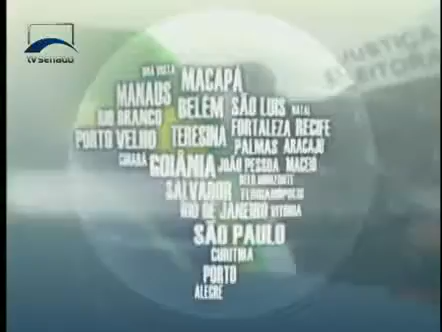 tv senado
JUSTIÇA
ELEITORAL
BOA VISTA
MACAPÁ
MANAUS
BELÉM SÃO LUIS NATAL
RIO BRANCO
FORTALEZA RECIFE
PORTO VELHO TERESINA
PALMAS ARACAJU
CUIABÁ GOIÂNIA JOÃO PESSOA MACEIÓ
BELO HORIZONTE
SALVADOR FLORIANÓPOLIS
RIO DE JANEIRO VITÓRIA
SÃO PAULO
CURITIBA
PORTO
ALEGRE